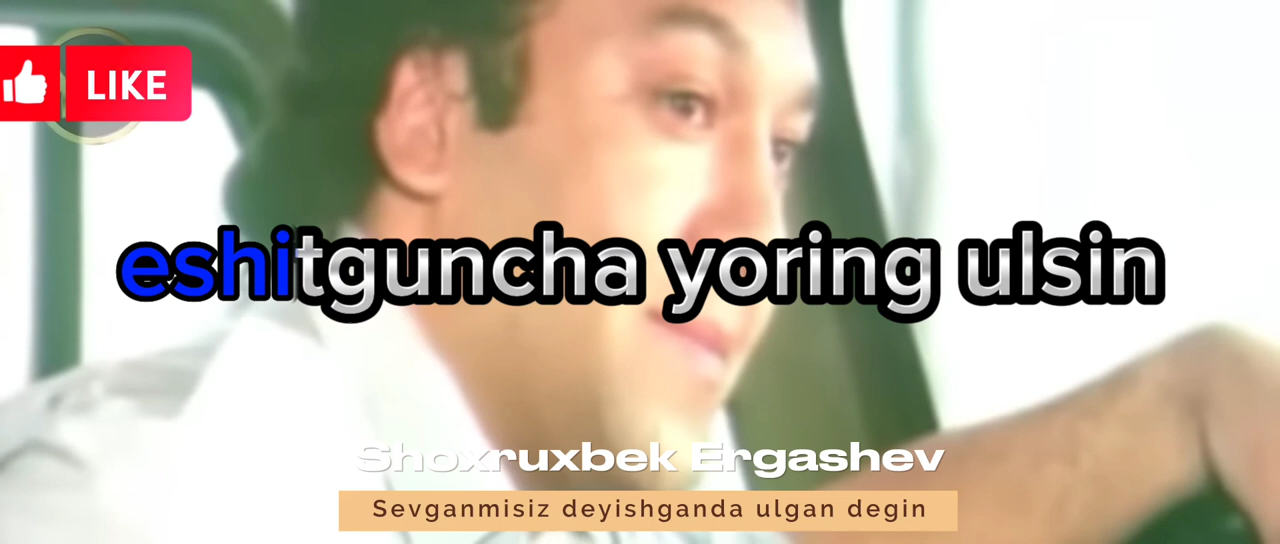 LIKE
eshitguncha yoring ulsin
Shoxruxbek Ergashev
Sevganmisiz deyishganda ulgan degin